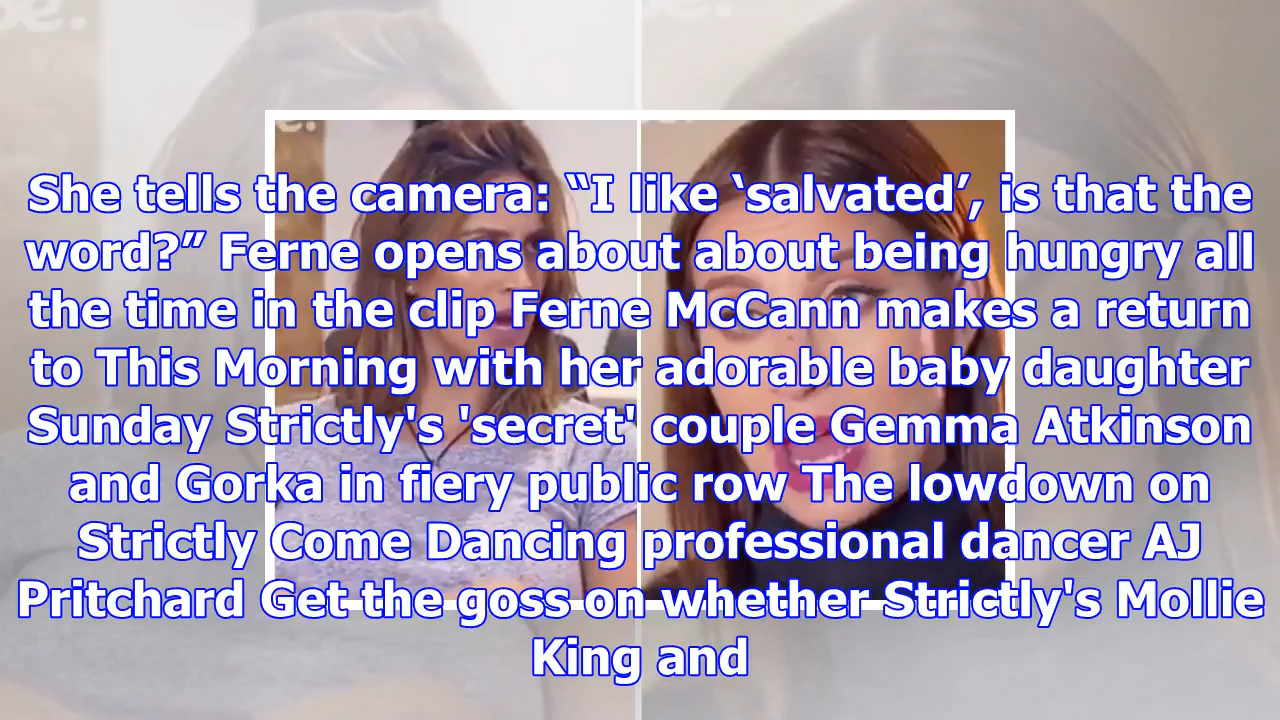 She tells the camera: “I like ‘salvated’, is that the
word?” Ferne opens about about being hungry all
the time in the clip Ferne McCann makes a return
to This Morning with her adorable baby daughter
Sunday Strictly's 'secret' couple Gemma Atkinson
and Gorka in fiery public row The lowdown on
Strictly Come Dancing professional dancer AJ
Pritchard Get the goss on whether Strictly's Mollie
King and